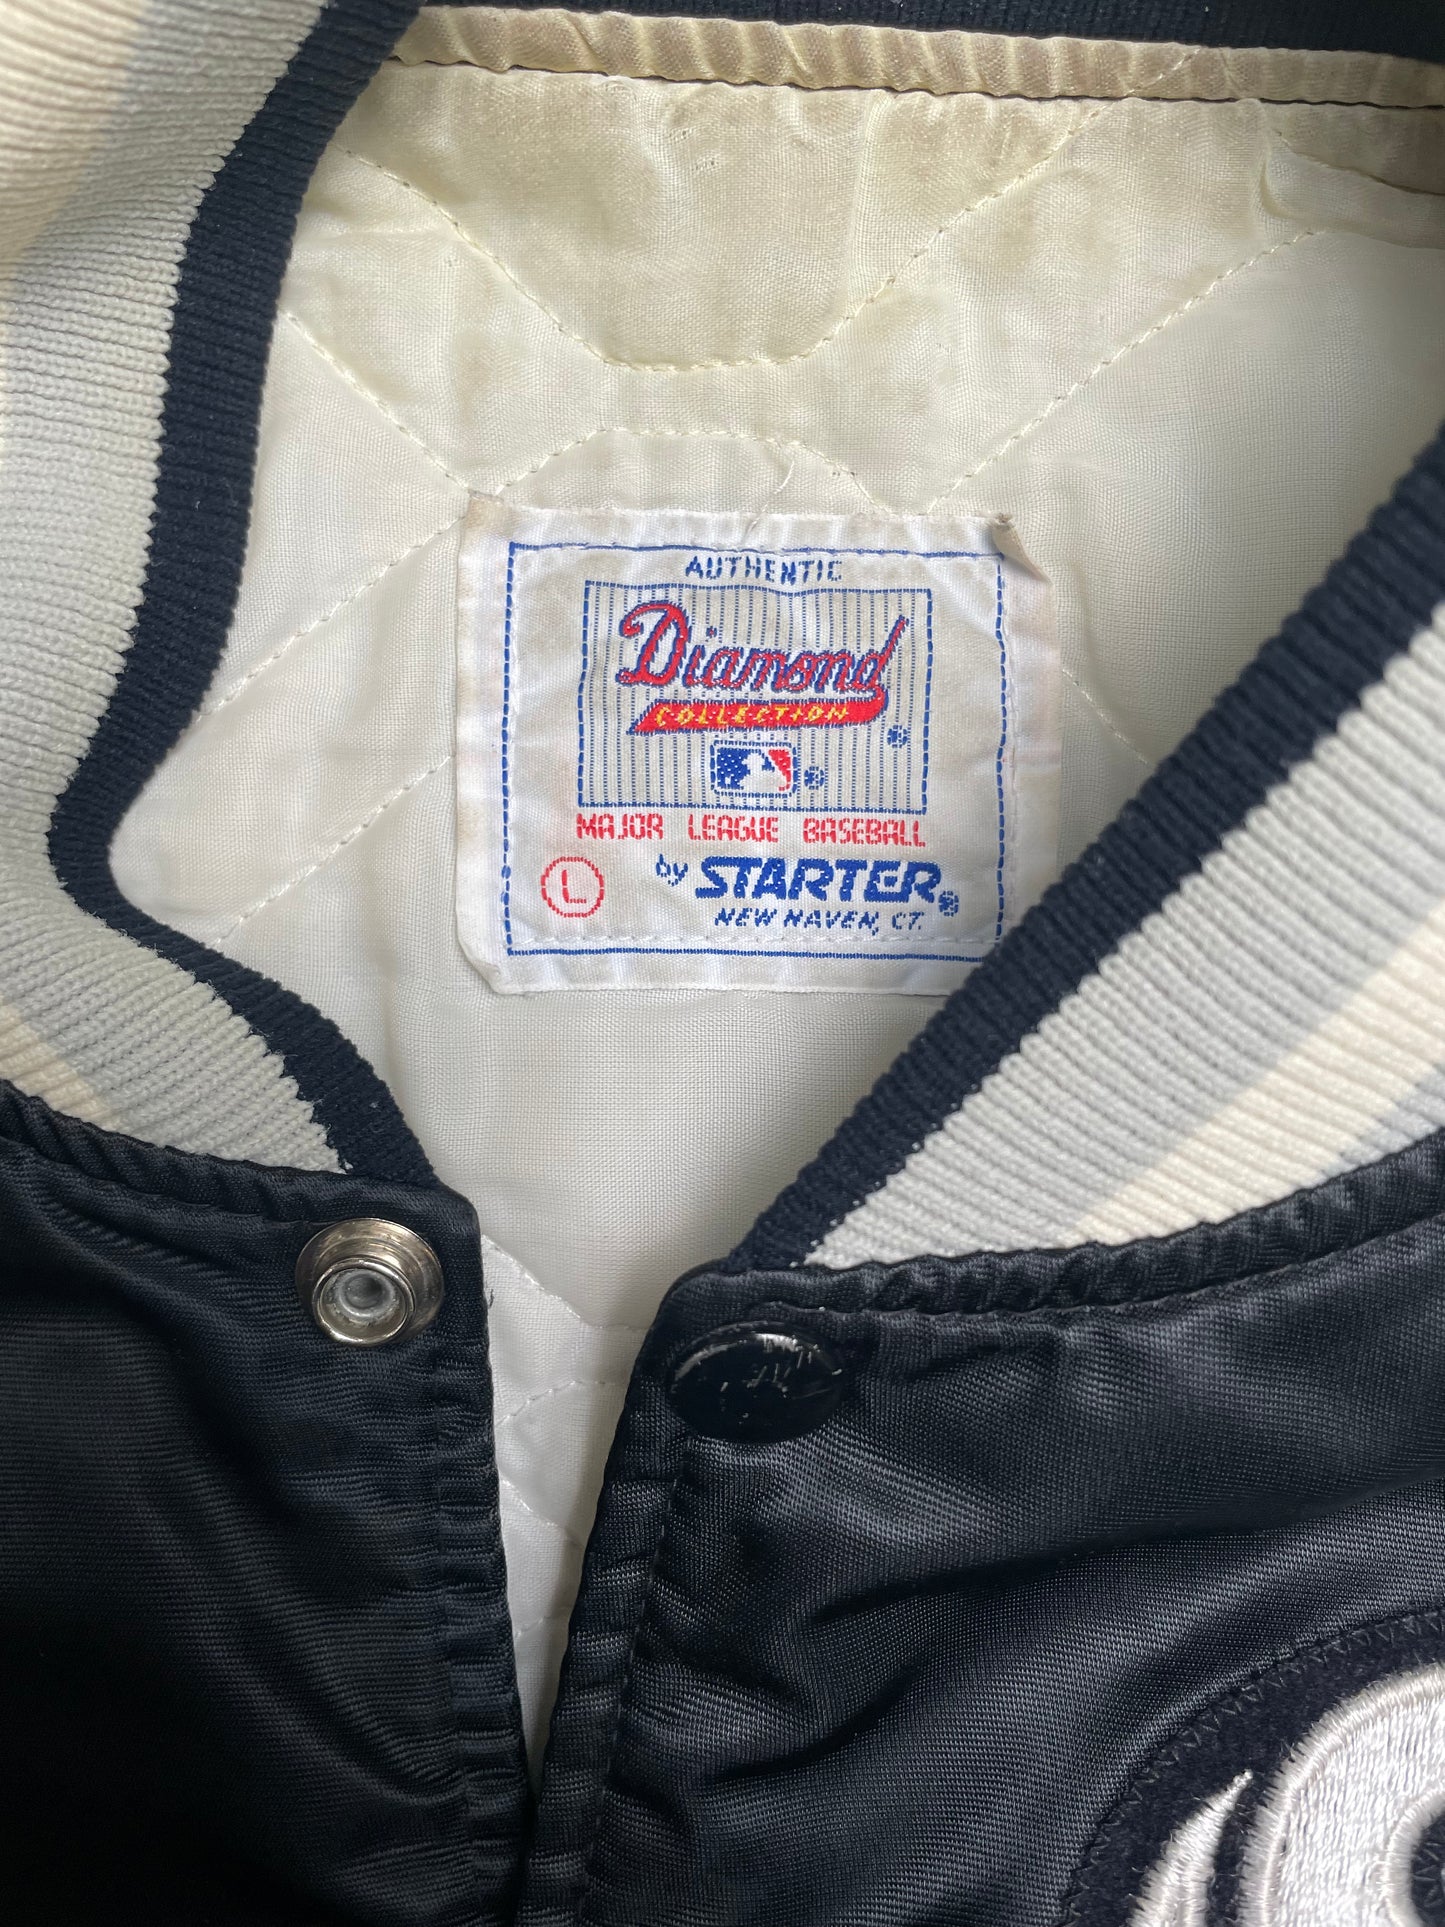 AUTHENTIC
Diamond
COLLECTION
®
®
MAJOR LEAGUE BASEBALL
L
by STARTER®
NEW HAVEN, CT.